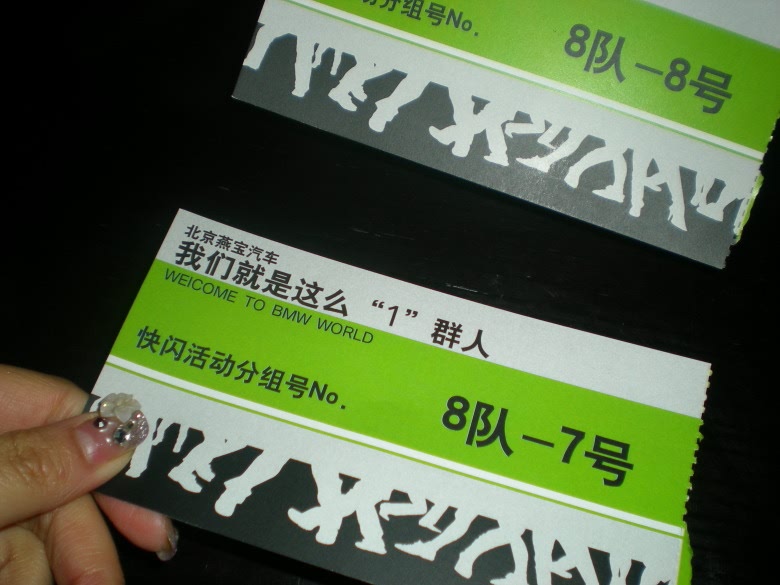 动分组号No.
8队－8号
北京燕宝汽车
我们就是这么“1”群人
WEICOME TO BMW WORLD
快闪活动分组号No.
8队－7号